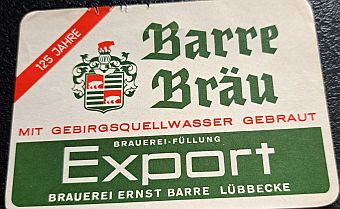 125 JAHRE
Barre
Bräu
MIT GEBIRGSQUELLWASSER GEBRAUT
BRAUEREI-FÜLLUNG
Export
BRAUEREI ERNST BARRE LÜBBECKE